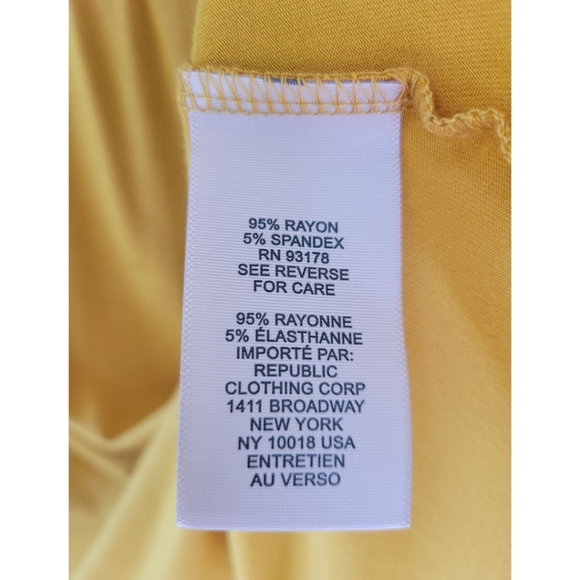 95% RAYON
5% SPANDEX
RN 93178
SEE REVERSE
FOR CARE
95% RAYONNE
5% ÉLASTHANNE
IMPORTÉ PAR:
REPUBLIC
CLOTHING CORP
1411 BROADWAY
NEW YORK
NY 10018 USA
ENTRETIEN
AU VERSO